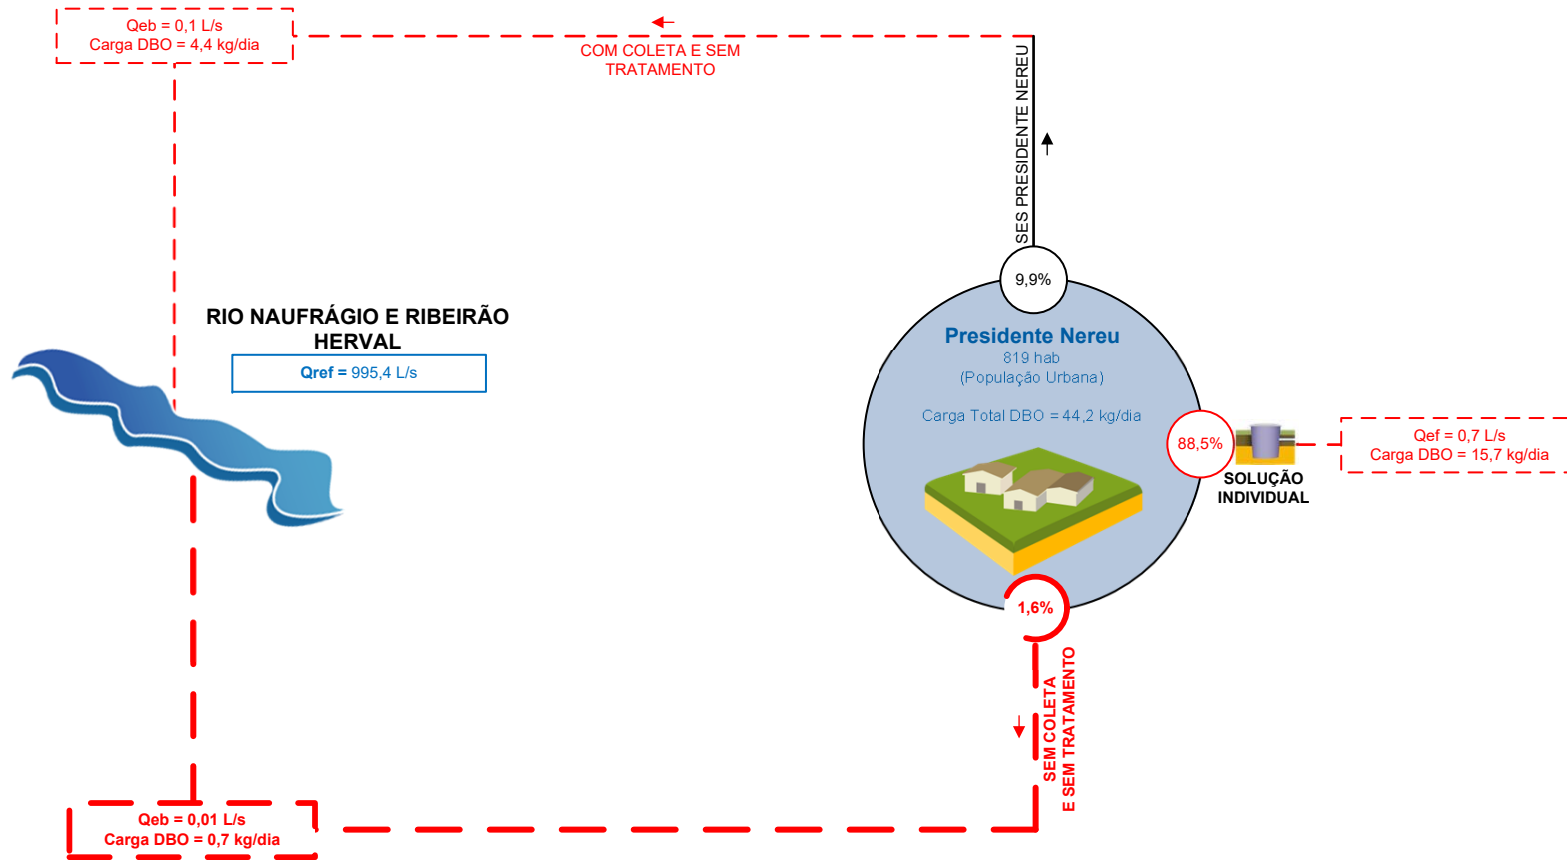 Qeb = 0,1 L/s
Carga DBO = 4,4 kg/dia
COM COLETA E SEM
TRATAMENTO
SES PRESIDENTE NEREU
9,9%
RIO NAUFRÁGIO E RIBEIRÃO
HERVAL
Qref = 995,4 L/s
Presidente Nereu
819 hab
(População Urbana)
Carga Total DBO = 44,2 kg/dia
88,5%
SOLUÇÃO
INDIVIDUAL
Qef = 0,7 L/s
Carga DBO = 15,7 kg/dia
1,6%
SEM COLETA
E SEM TRATAMENTO
Qeb = 0,01 L/s
Carga DBO = 0,7 kg/dia